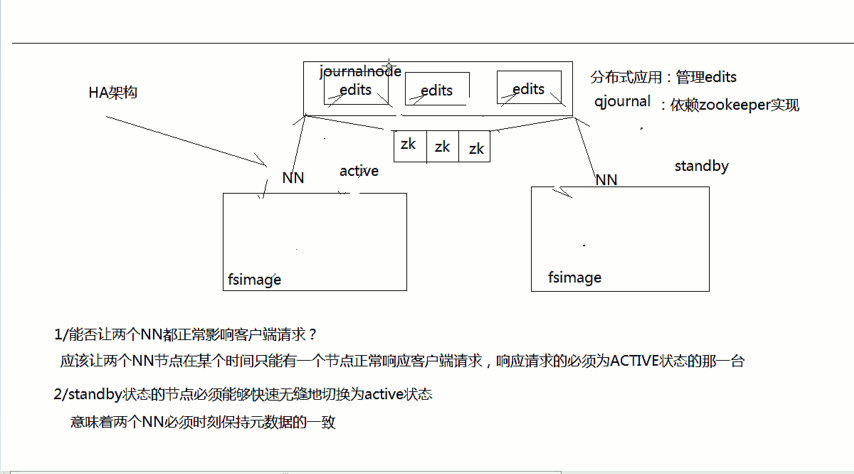 journalnode
edits
edits
edits
分布式应用：管理edits
qjournal ：依赖zookeeper实现
HA架构
zk
zk
zk
active
standby
NN
NN
fsimage
fsimage
1/能否让两个NN都正常影响客户端请求？
应该让两个NN节点在某个时间只能有一个节点正常响应客户端请求，响应请求的必须为ACTIVE状态的那一台
2/standby状态的节点必须能够快速无缝地切换为active状态
意味着两个NN必须时刻保持元数据的一致